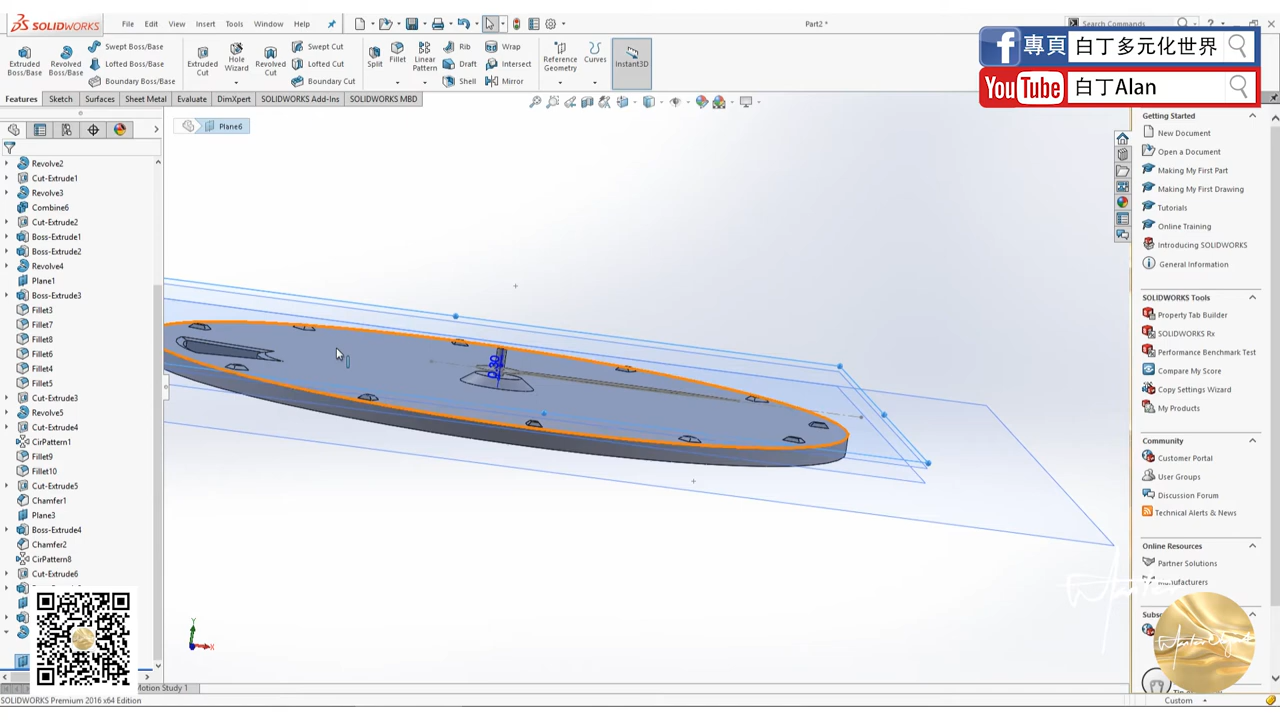 SOLIDWORKS
File Edit View Insert Tools Window Help
Part2 *
Search Commands
專頁 白丁多元化世界
YouTube 白丁Alan
Extruded Boss/Base
Revolved Boss/Base
Swept Boss/Base
Lofted Boss/Base
Boundary Boss/Base
Extruded Cut
Hole Wizard
Revolved Cut
Swept Cut
Lofted Cut
Boundary Cut
Split
Fillet
Linear Pattern
Rib
Draft
Shell
Wrap
Intersect
Mirror
Reference Geometry
Curves
Instant3D
Features Sketch Surfaces Sheet Metal Evaluate DimXpert SOLIDWORKS Add-Ins SOLIDWORKS MBD
Plane6
Revolve2
Cut-Extrude1
Revolve3
Combine6
Cut-Extrude2
Boss-Extrude1
Boss-Extrude2
Revolve4
Plane1
Boss-Extrude3
Fillet3
Fillet7
Fillet8
Fillet6
Fillet4
Fillet5
Cut-Extrude3
Revolve5
Cut-Extrude4
CirPattern1
Fillet9
Fillet10
Cut-Extrude5
Chamfer1
Plane3
Boss-Extrude4
Chamfer2
CirPattern8
Cut-Extrude6
0.30
Y
X
Getting Started
New Document
Open a Document
Making My First Part
Making My First Drawing
Tutorials
Online Training
Introducing SOLIDWORKS
General Information
SOLIDWORKS Tools
Property Tab Builder
SOLIDWORKS Rx
Performance Benchmark Test
Compare My Score
Copy Settings Wizard
My Products
Community
Customer Portal
User Groups
Discussion Forum
Technical Alerts & News
Online Resources
Partner Solutions
Manufacturers
Motion Study 1
SOLIDWORKS Premium 2016 x64 Edition
Custom